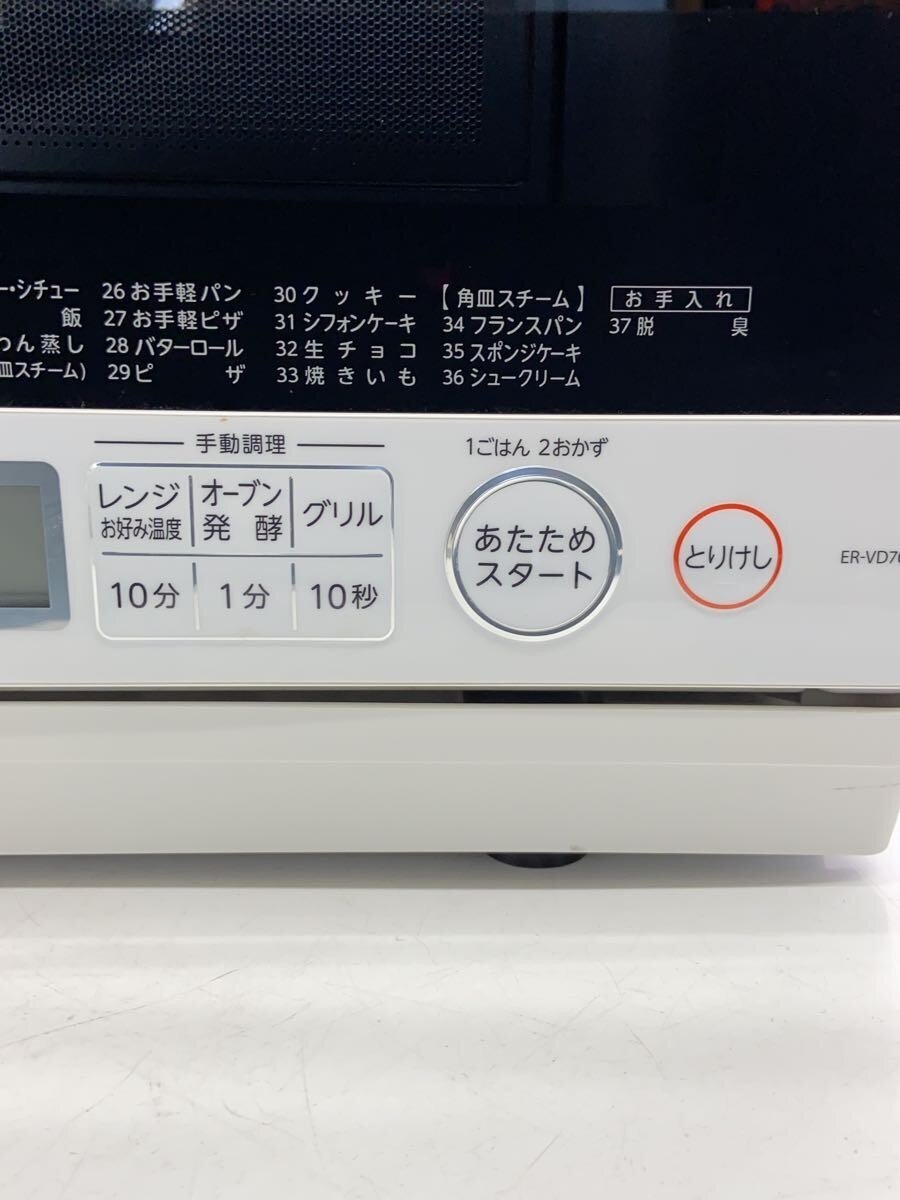 ー・シチュー
飯
わん蒸し
皿スチーム)
26 お手軽パン
27 お手軽ピザ
28 バターロール
29 ピザ
30 クッキー
31 シフォンケーキ
32 生チョコ
33 焼きいも
【角皿スチーム】
34 フランスパン
35 スポンジケーキ
36 シュークリーム
お手入れ
37 脱臭
手動調理
レンジ
お好み温度
オーブン
発酵
グリル
10分
1分
10秒
1ごはん 2おかず
あたため
スタート
とりけし
ER-VD70